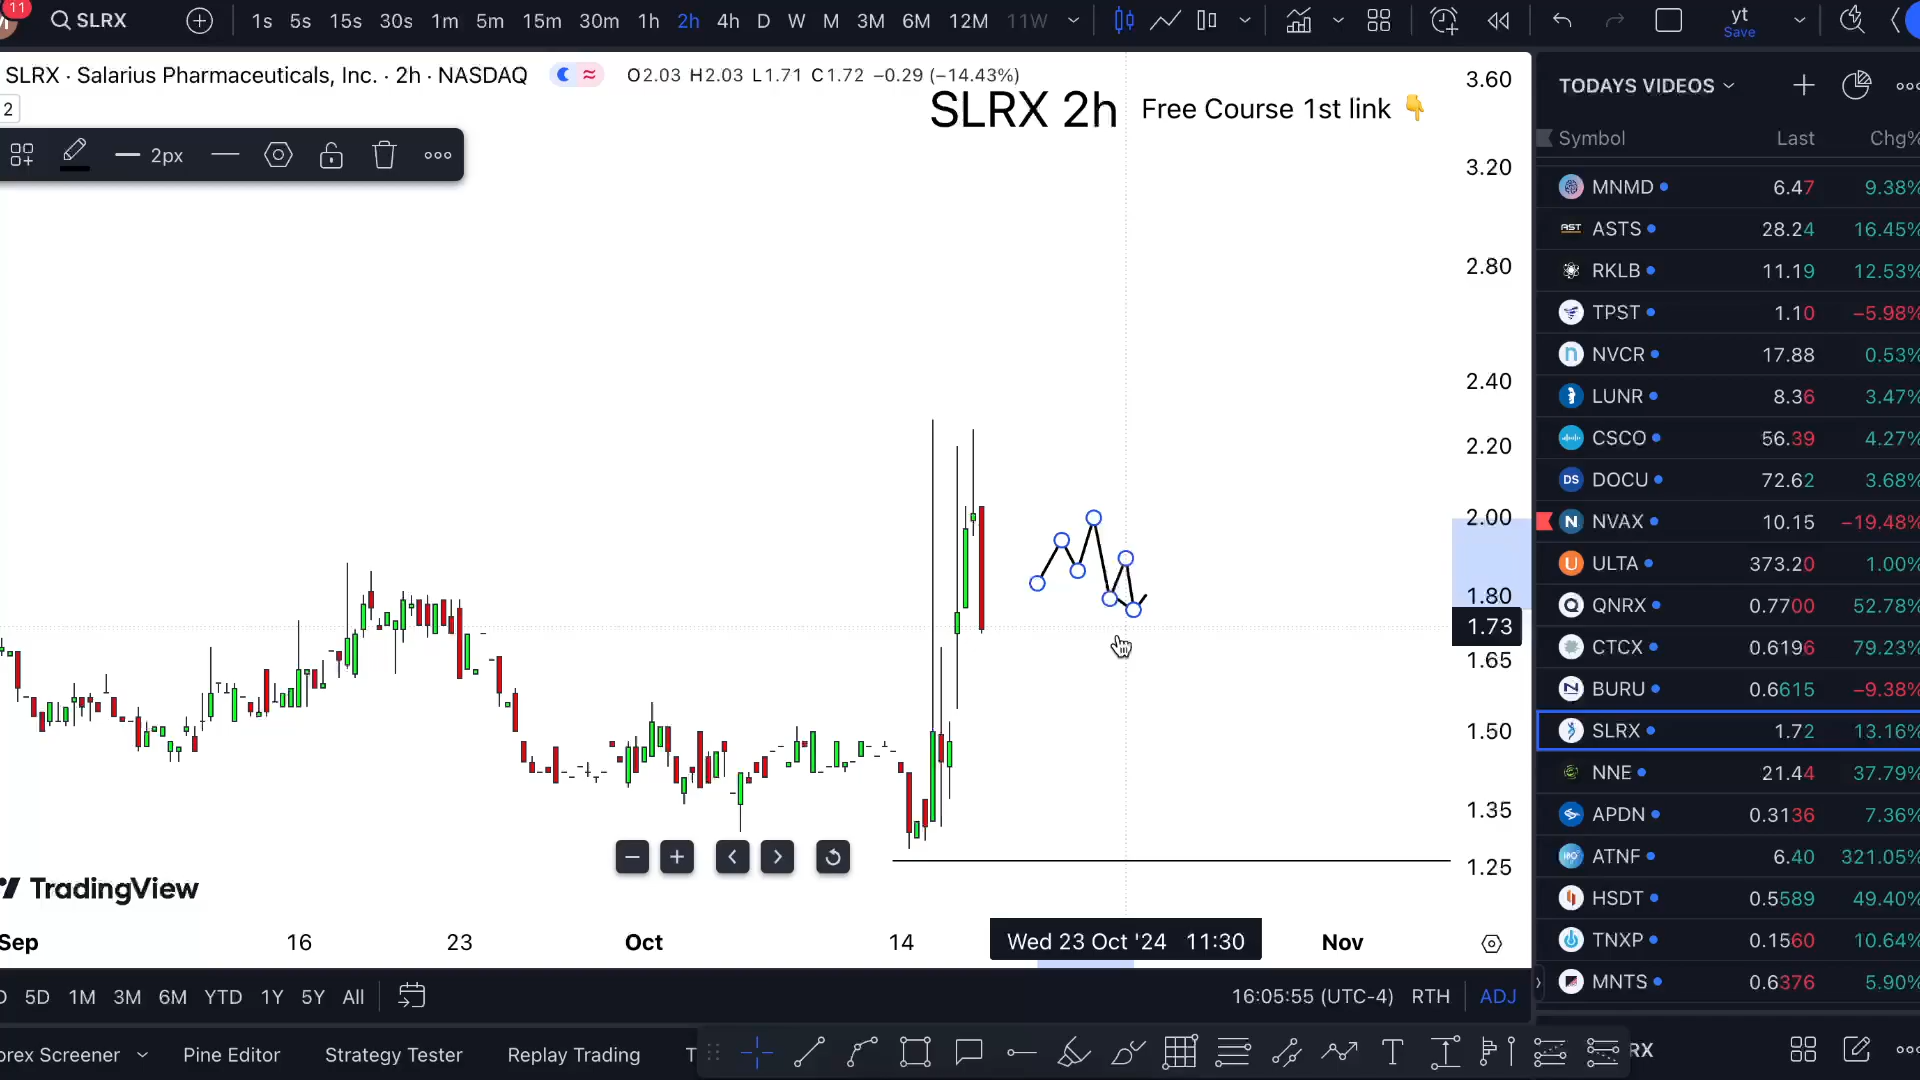 11
SLRX 1s 5s 15s 30s 1m 5m 15m 30m 1h 2h 4h D W M 3M 6M 12M 11W yt
Save
SLRX · Salarius Pharmaceuticals, Inc. · 2h · NASDAQ O2.03 H2.03 L1.71 C1.72 −0.29 (−14.43%)
2
SLRX 2h Free Course 1st link 👇
2px
3.60
3.20
2.80
2.40
2.20
2.00
1.80
1.73
1.65
1.50
1.35
1.25
TradingView
Sep 16 23 Oct 14 Wed 23 Oct '24 11:30 Nov
5D 1M 3M 6M YTD 1Y 5Y All 16:05:55 (UTC-4) RTH ADJ
orex Screener Pine Editor Strategy Tester Replay Trading T RX
TODAYS VIDEOS
Symbol Last Chg%
MNMD 6.47 9.38%
AST ASTS 28.24 16.45%
RKLB 11.19 12.53%
TPST 1.10 −5.98%
n NVCR 17.88 0.53%
LUNR 8.36 3.47%
CSCO 56.39 4.27%
DS DOCU 72.62 3.68%
N NVAX 10.15 −19.48%
U ULTA 373.20 1.00%
QNRX 0.7700 52.78%
CTCX 0.6196 79.23%
BURU 0.6615 −9.38%
SLRX 1.72 13.16%
NNE 21.44 37.79%
APDN 0.3136 7.36%
ATNF 6.40 321.05%
HSDT 0.5589 49.40%
TNXP 0.1560 10.64%
MNTS 0.6376 5.90%